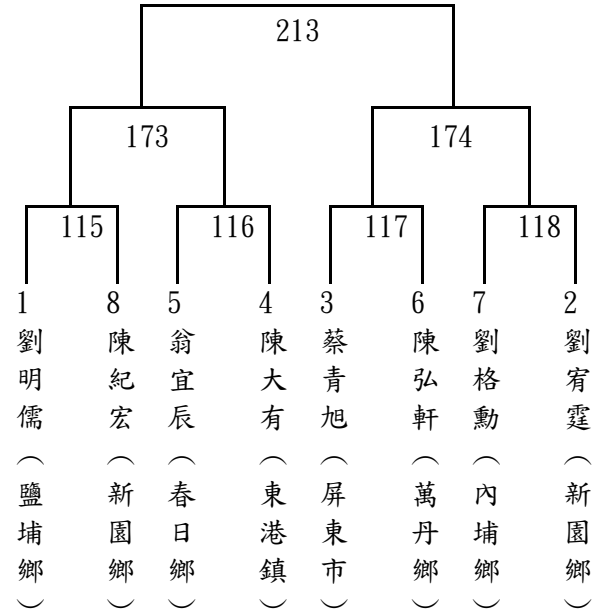 213
173 174
115 116 117 118
1 8 5 4 3 6 7 2
劉明儒（鹽埔鄉）
陳紀宏（新園鄉）
翁宜辰（春日鄉）
陳大有（東港鎮）
蔡青旭（屏東市）
陳弘軒（萬丹鄉）
劉格勳（內埔鄉）
劉宥霆（新園鄉）